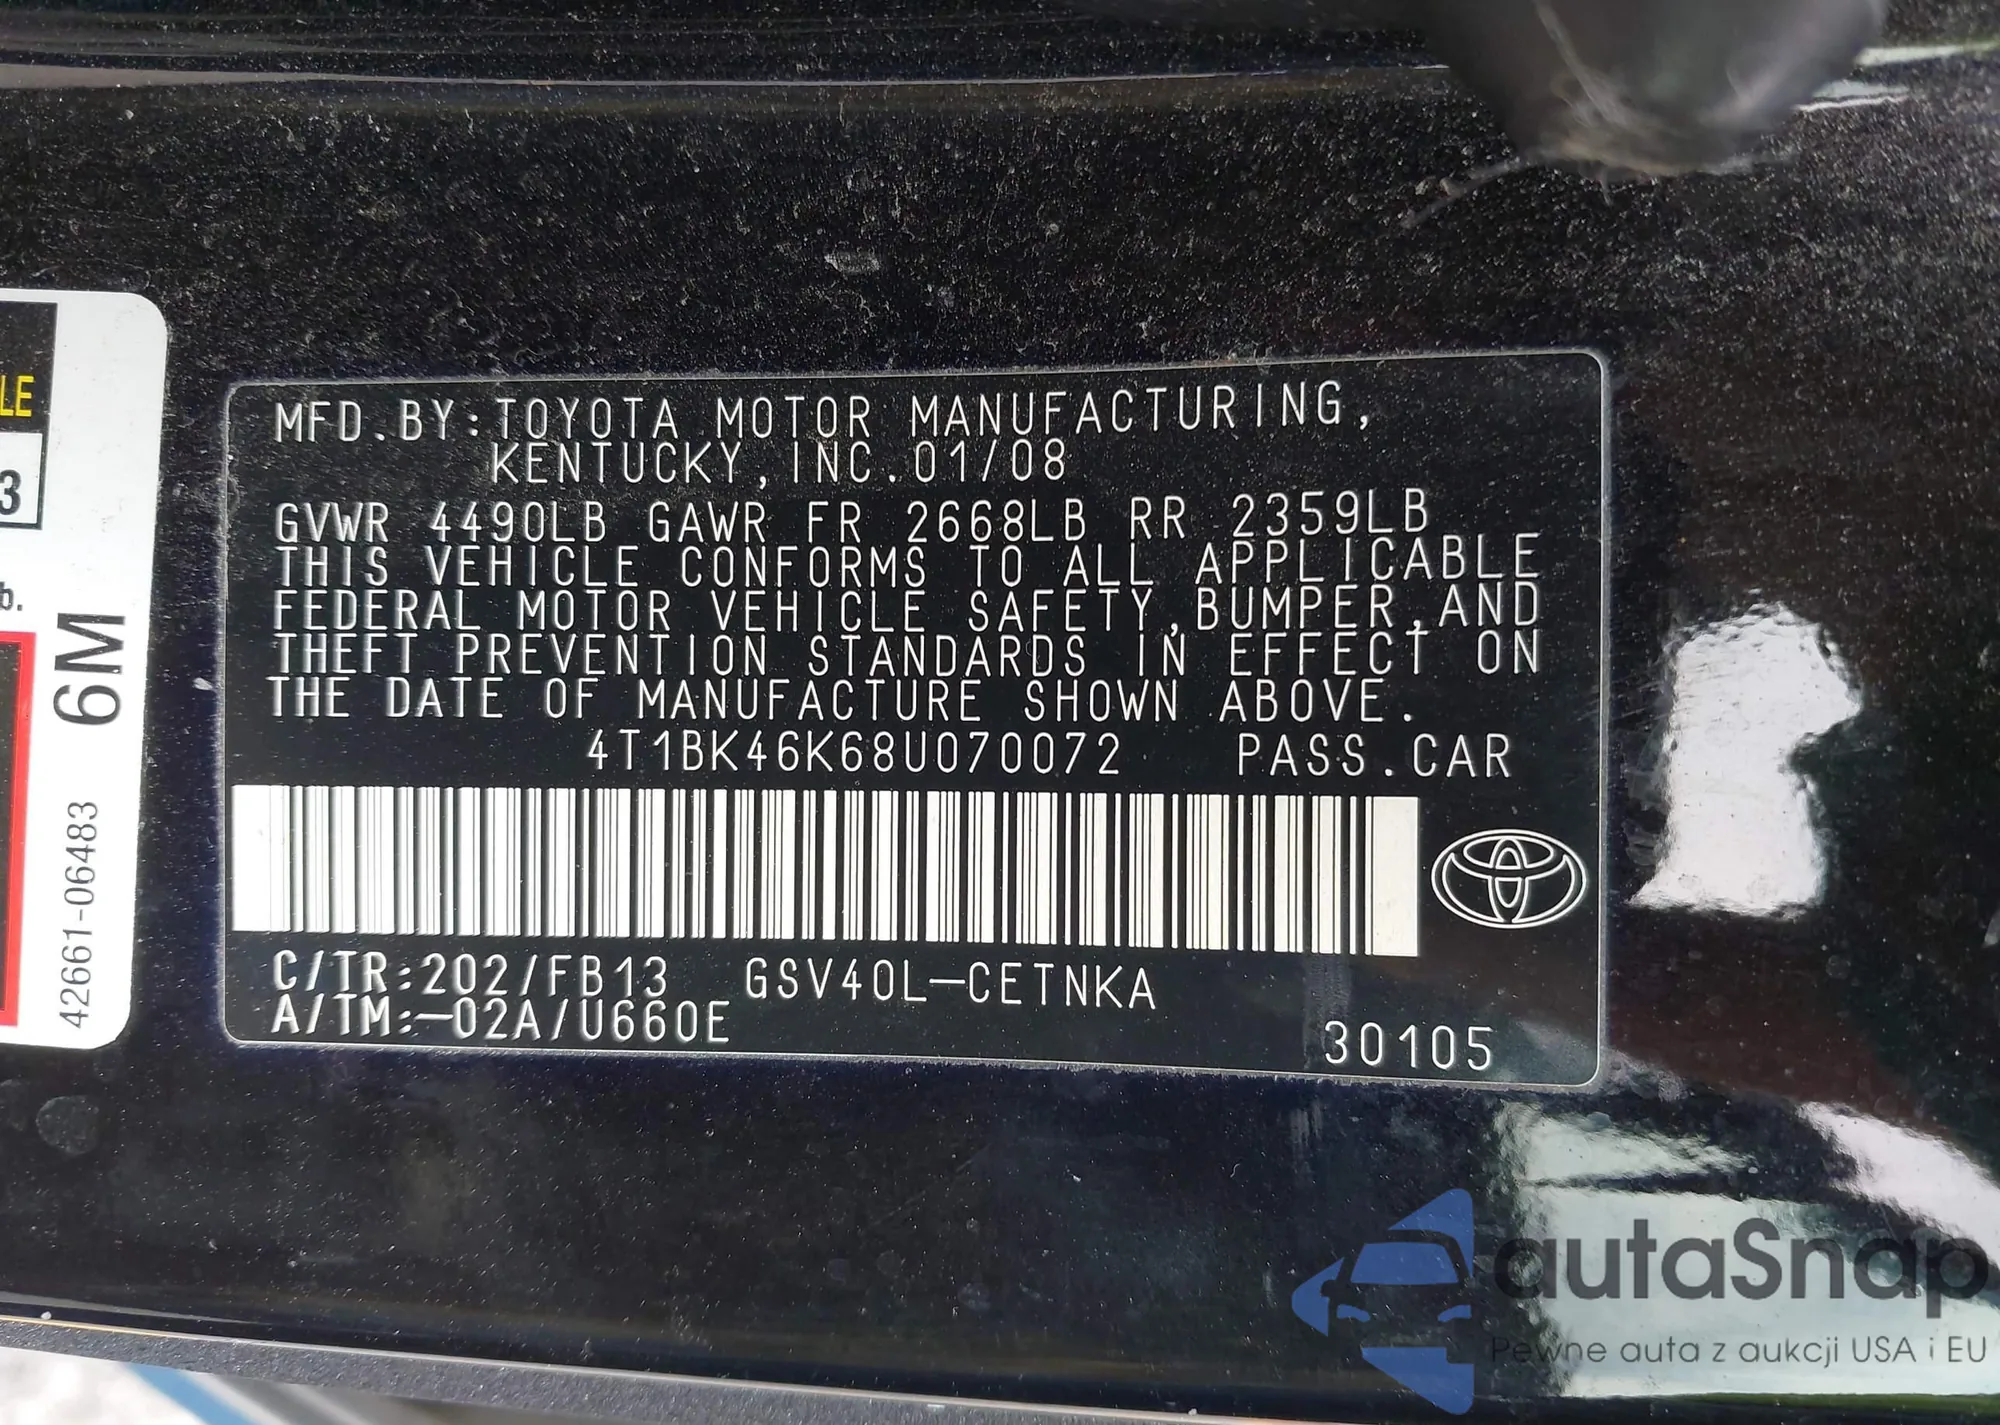 MFD.BY:TOYOTA MOTOR MANUFACTURING,
KENTUCKY,INC.01/08
GVWR 4490LB GAWR FR 2668LB RR 2359LB
THIS VEHICLE CONFORMS TO ALL APPLICABLE
FEDERAL MOTOR VEHICLE SAFETY,BUMPER,AND
THEFT PREVENTION STANDARDS IN EFFECT ON
THE DATE OF MANUFACTURE SHOWN ABOVE.
4T1BK46K68U070072 PASS.CAR
C/TR:202/FB13 GSV40L-CETNKA
A/TM:-02A/U660E
30105
LE
3
b.
6M
42661-06483
autaSnap
Pewne auta z aukcji USA i EU